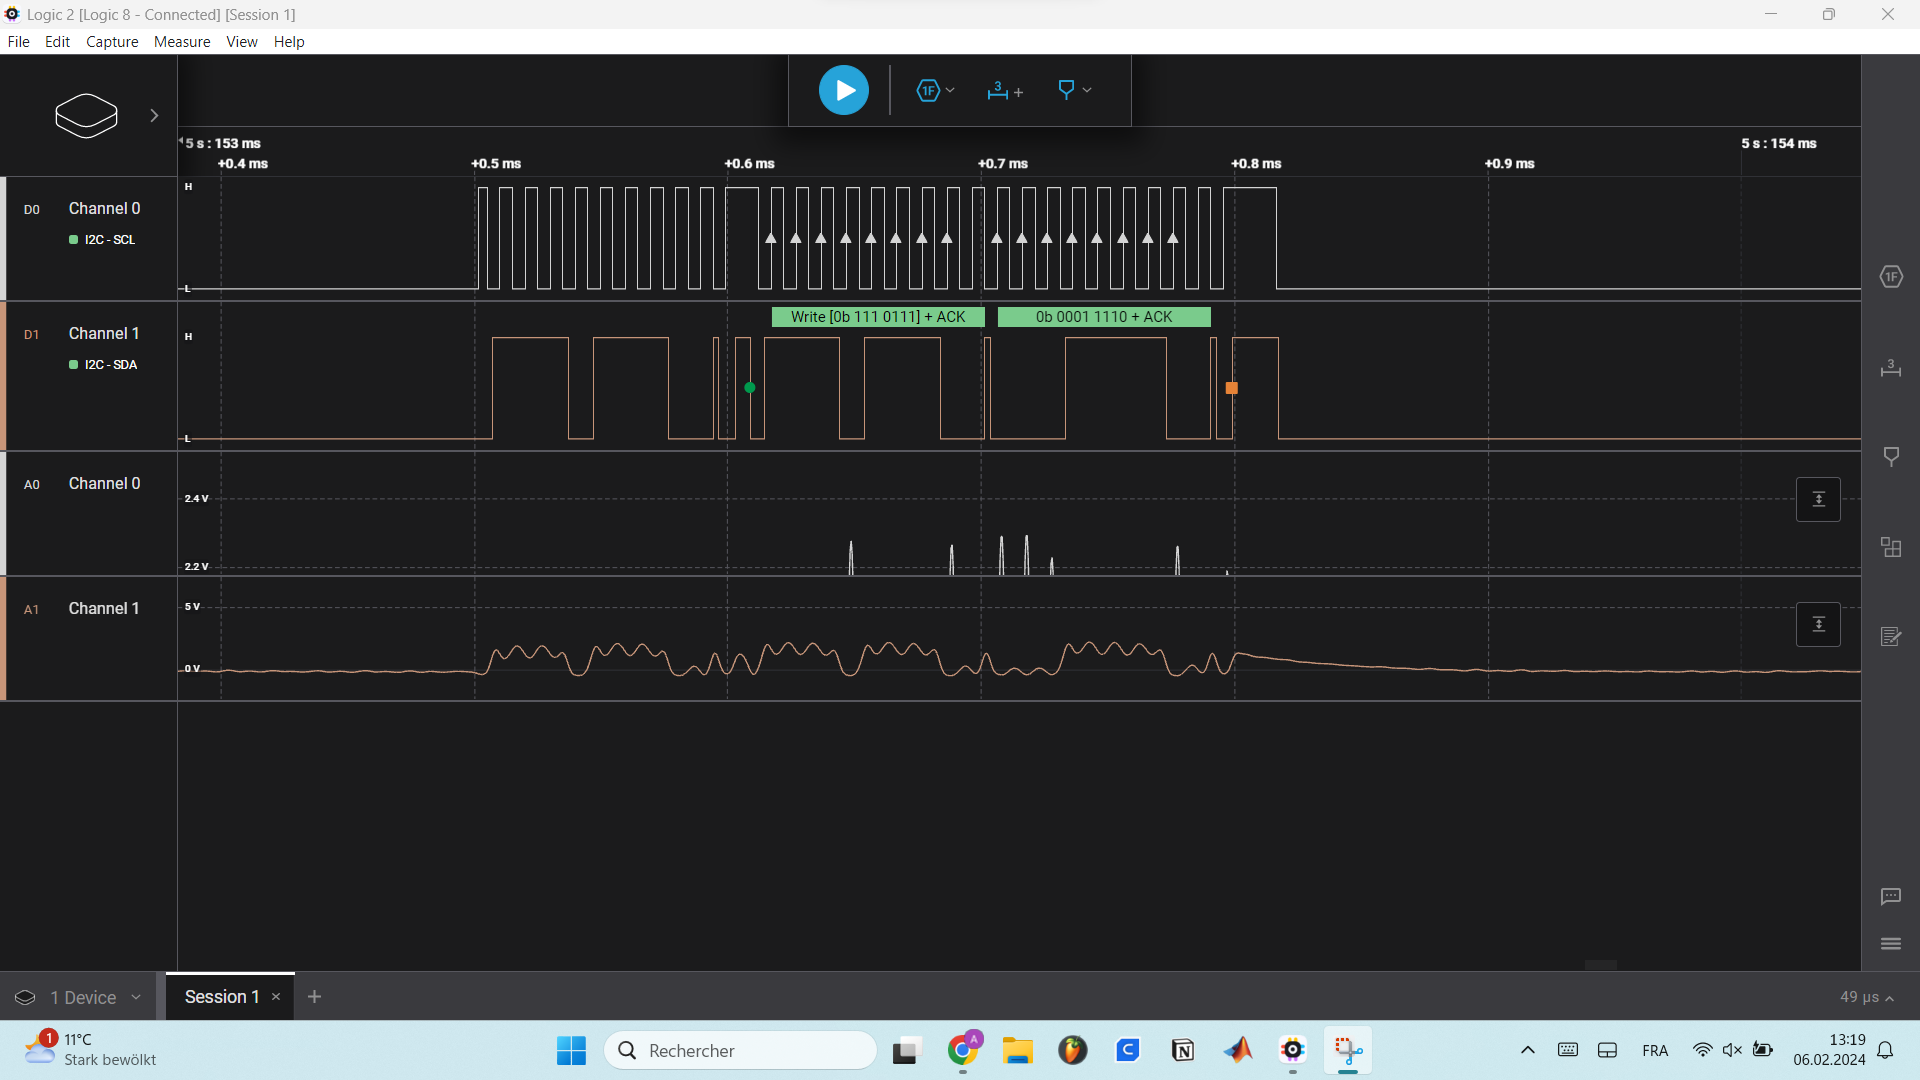 Logic 2 [Logic 8 - Connected] [Session 1]
File Edit Capture Measure View Help
1F 3 +
5 s : 153 ms 5 s : 154 ms
+0.4 ms +0.5 ms +0.6 ms +0.7 ms +0.8 ms +0.9 ms
D0 Channel 0
I2C - SCL
H
L
D1 Channel 1
I2C - SDA
H
L
Write [0b 111 0111] + ACK 0b 0001 1110 + ACK
A0 Channel 0
2.4 V
2.2 V
A1 Channel 1
5 V
0 V
1F
3
1 Device Session 1 × + 49 µs
1 11°C
Stark bewölkt
Rechercher
A
C
N
FRA
13:19
06.02.2024